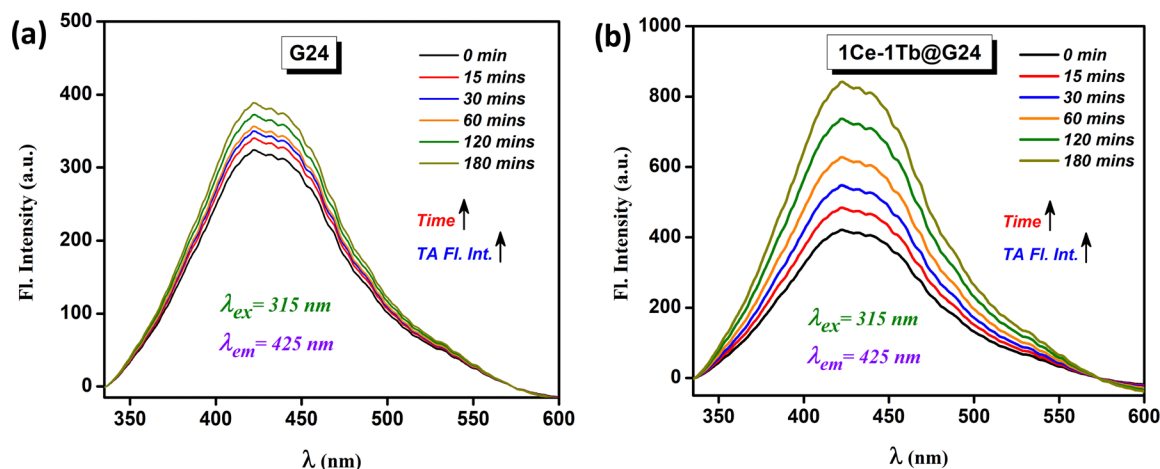 (a)
G24
0 min
15 mins
30 mins
60 mins
120 mins
180 mins
Time
TA Fl. Int.
λex= 315 nm
λem= 425 nm
Fl. Intensity (a.u.)
500
400
300
200
100
0
350
400
450
500
550
600
λ (nm)
(b)
1Ce-1Tb@G24
0 min
15 mins
30 mins
60 mins
120 mins
180 mins
Time
TA Fl. Int.
λex= 315 nm
λem= 425 nm
Fl. Intensity (a.u.)
1000
800
600
400
200
0
350
400
450
500
550
600
λ (nm)